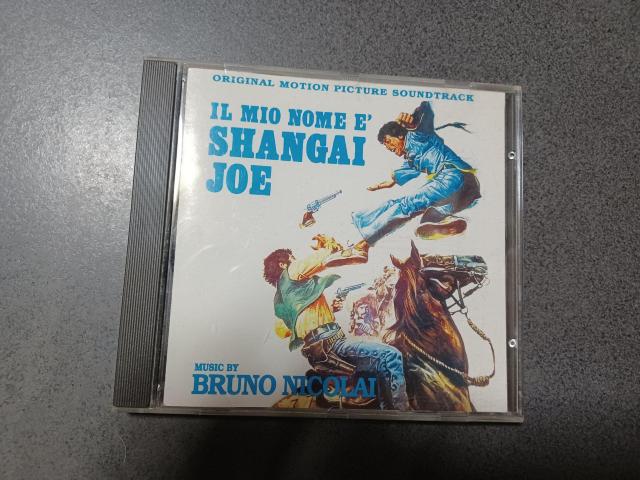 ORIGINAL MOTION PICTURE SOUNDTRACK
IL MIO NOME E'
SHANGAI
JOE
MUSIC BY
BRUNO NICOLAI